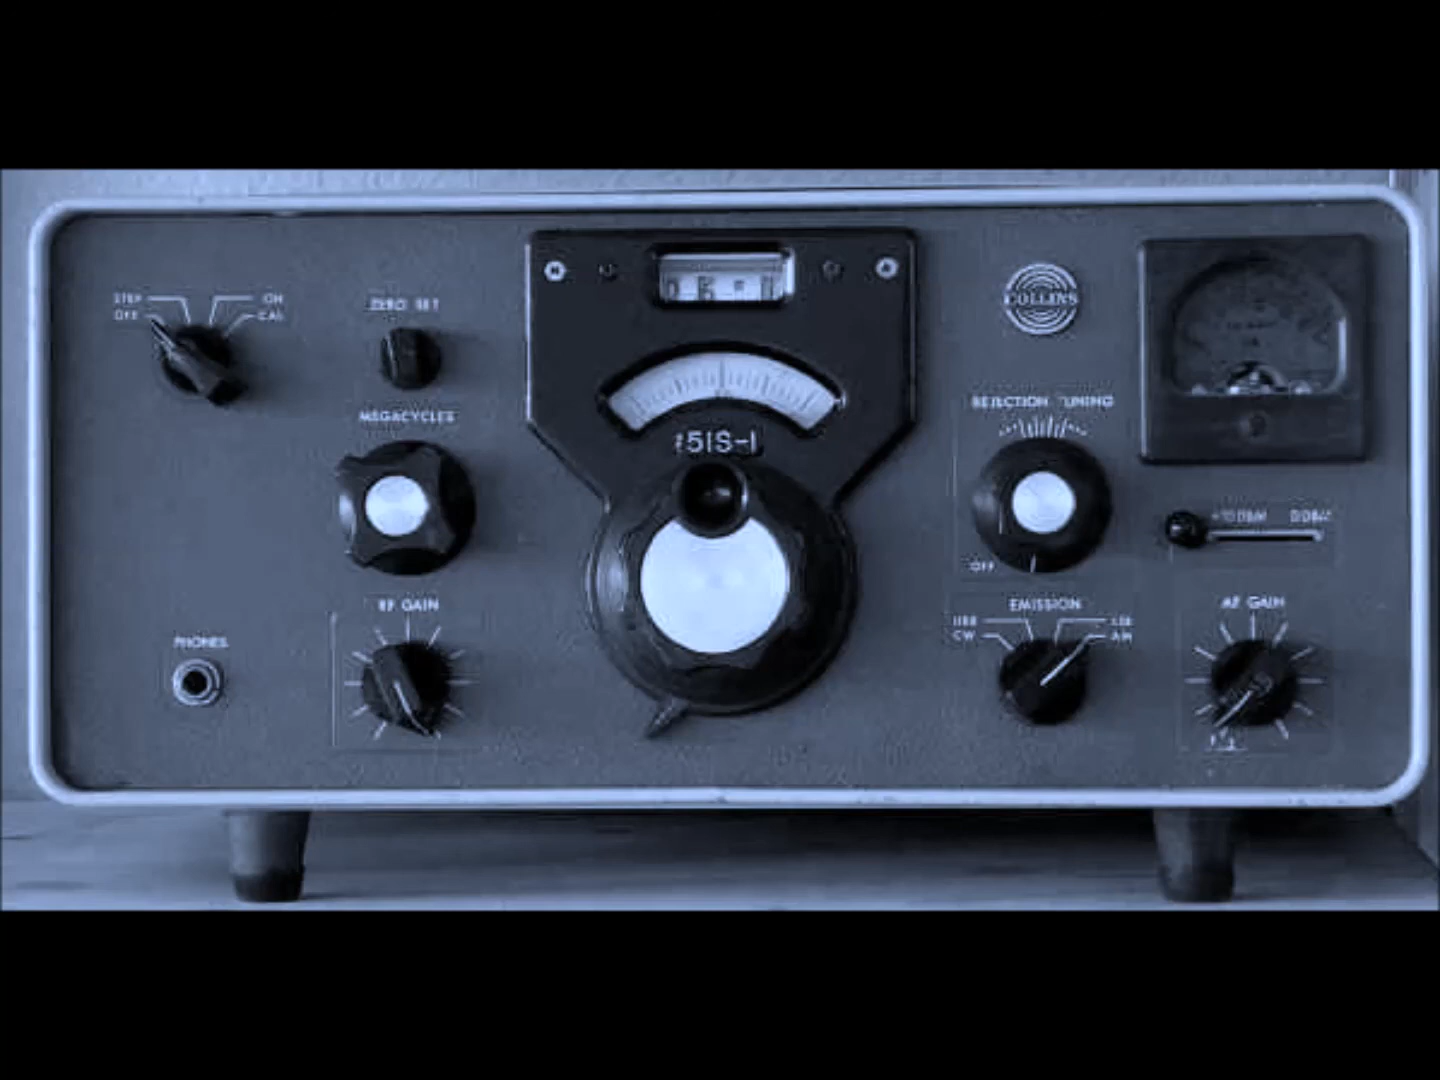 STBY
ON
OFF
CAL
ZERO SET
COLLINS
MEGACYCLES
REJECTION TUNING
51S-1
OFF
RF GAIN
EMISSION
AF GAIN
USB
LSB
CW
AM
PHONES